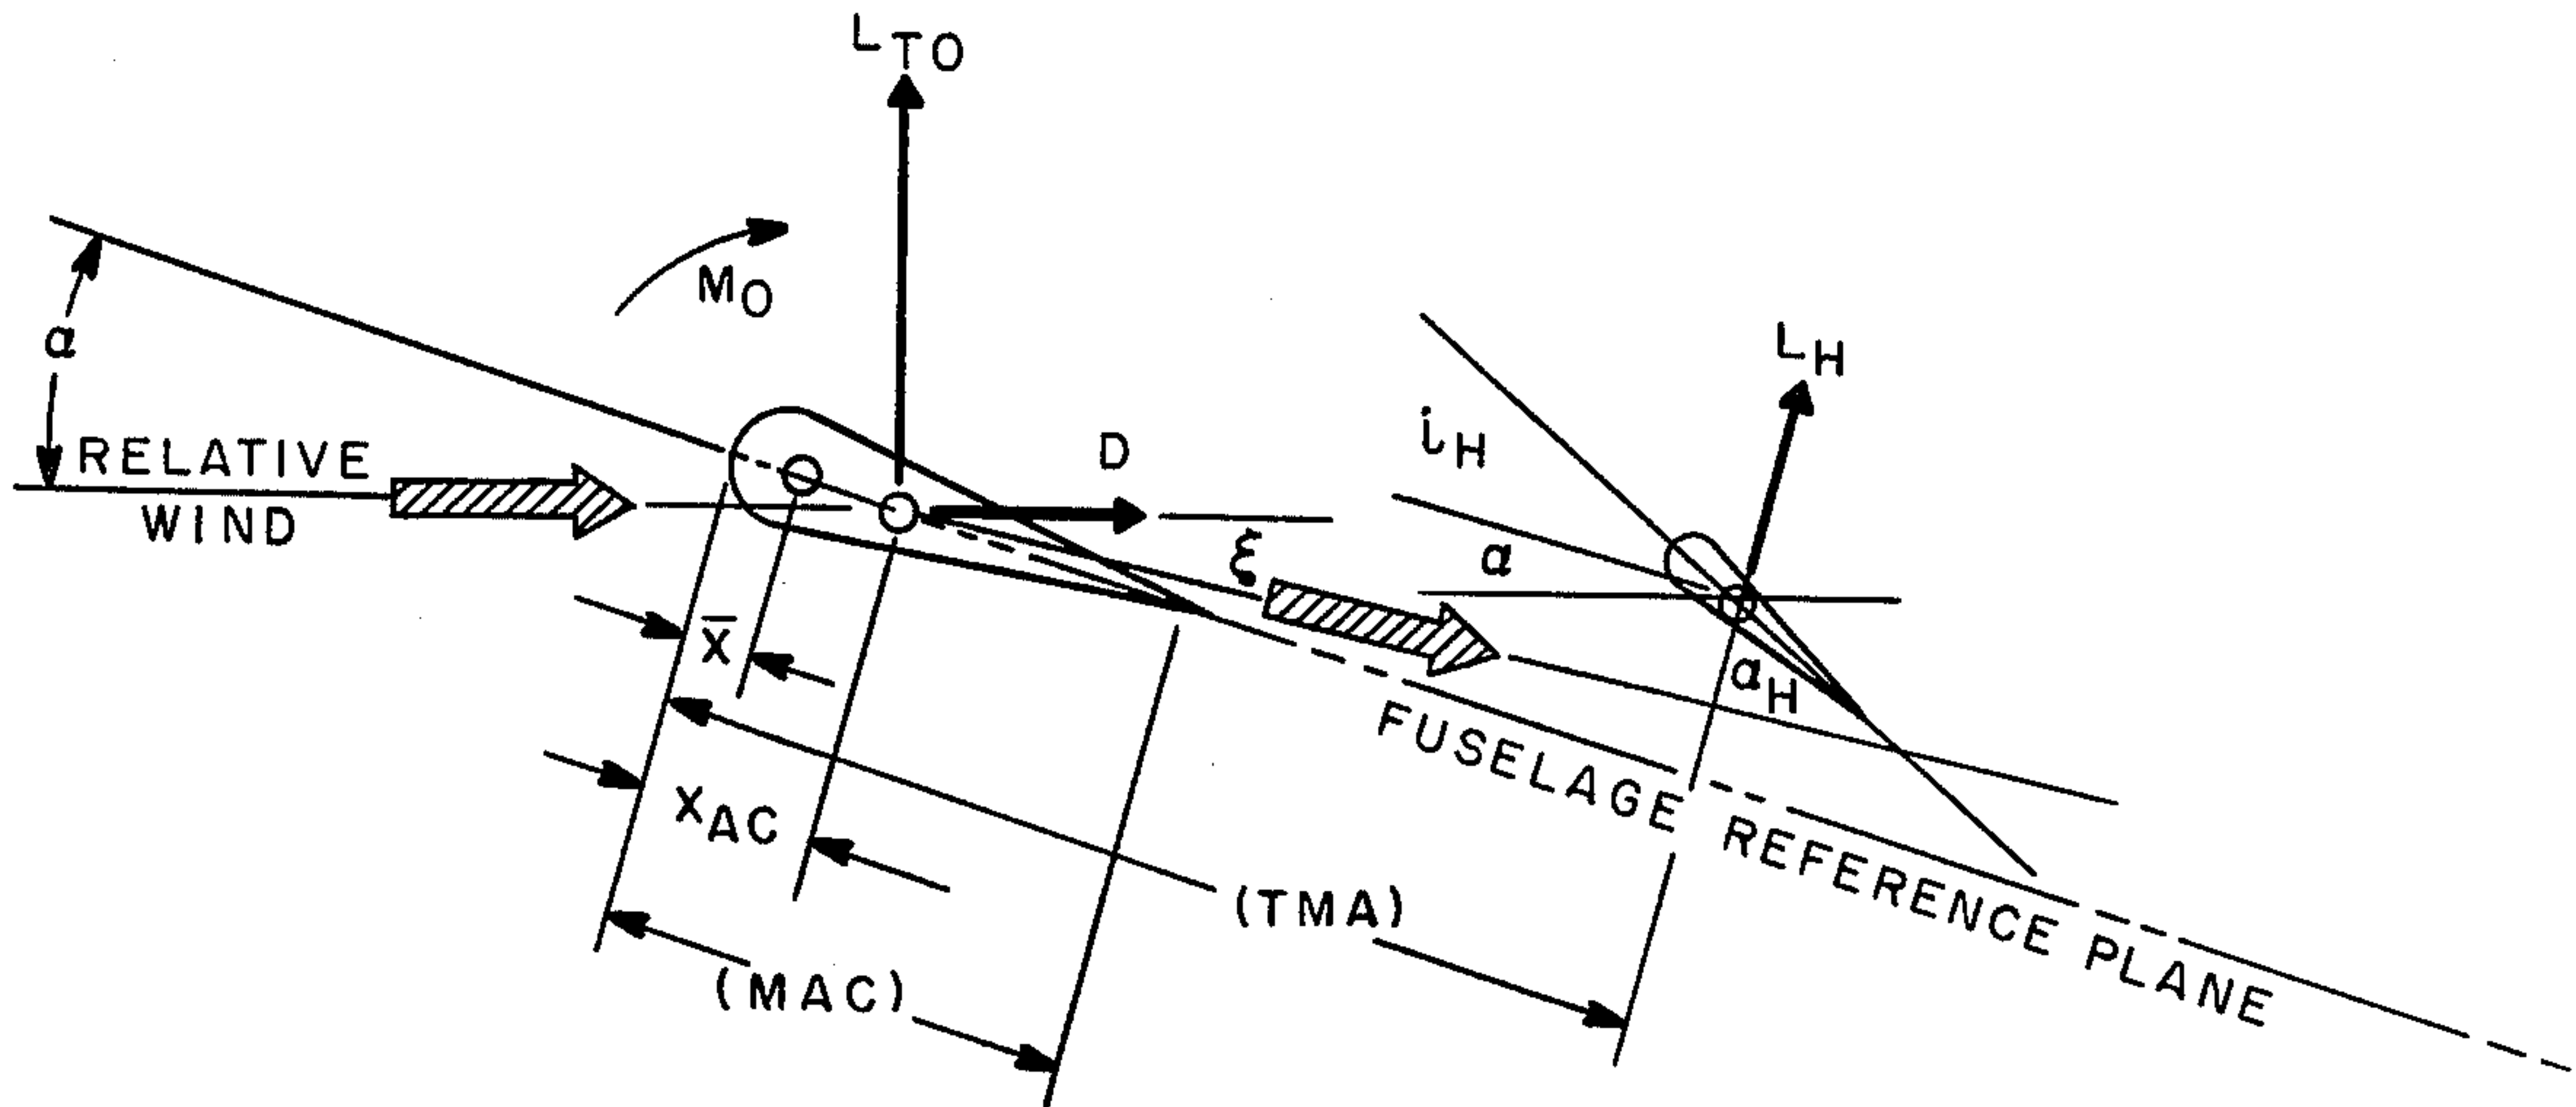 L_TO
M_O
α
RELATIVE
WIND
D
L_H
i_H
α
ξ
α_H
x̄
X_AC
(TMA)
(MAC)
FUSELAGE REFERENCE PLANE